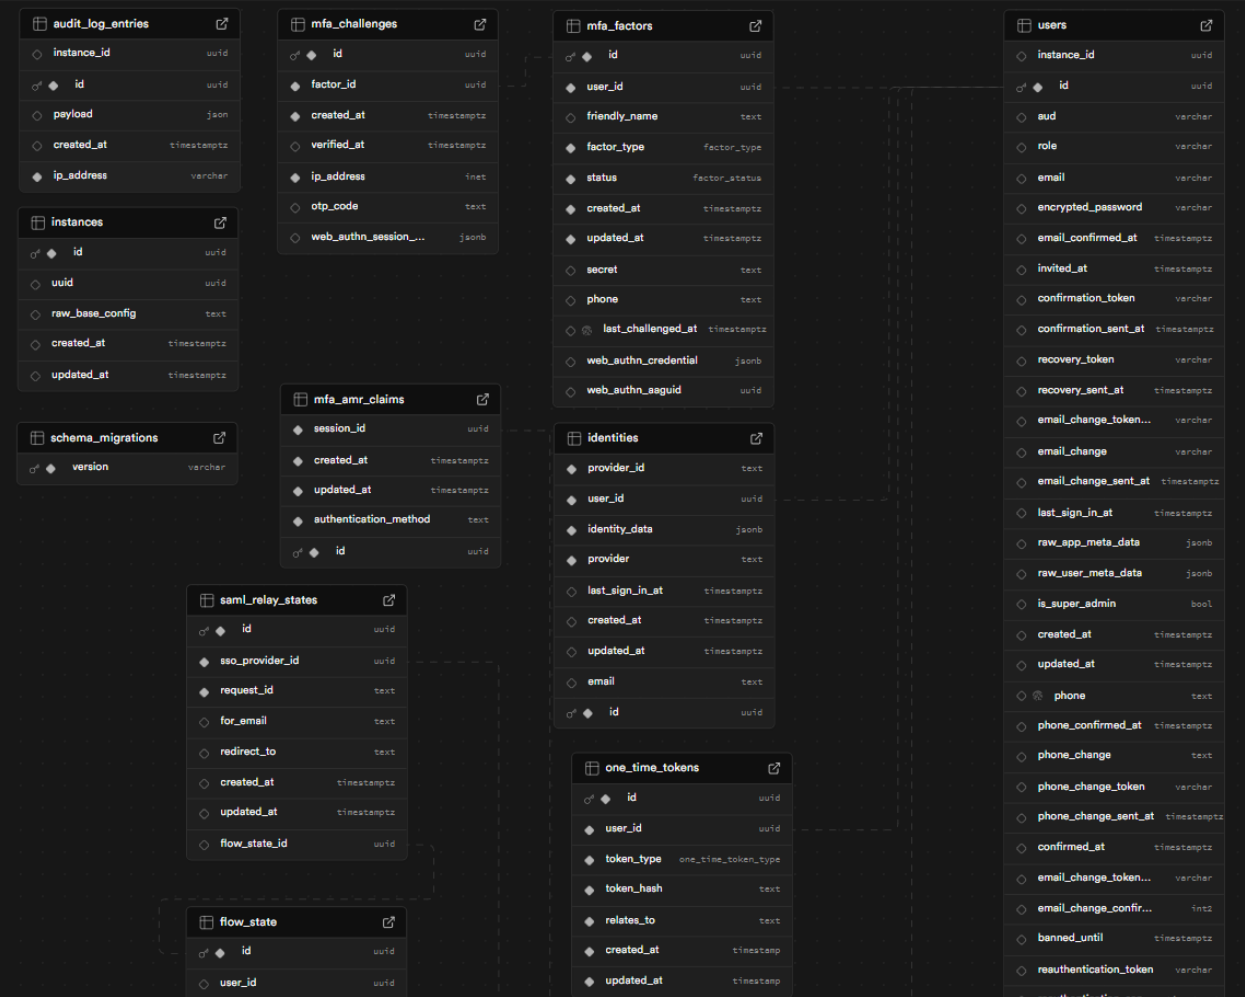 audit_log_entries
instance_id uuid
id uuid
payload json
created_at timestamptz
ip_address varchar
instances
id uuid
uuid uuid
raw_base_config text
created_at timestamptz
updated_at timestamptz
schema_migrations
version varchar
mfa_challenges
id uuid
factor_id uuid
created_at timestamptz
verified_at timestamptz
ip_address inet
otp_code text
web_authn_session_... jsonb
mfa_amr_claims
session_id uuid
created_at timestamptz
updated_at timestamptz
authentication_method text
id uuid
saml_relay_states
id uuid
sso_provider_id uuid
request_id text
for_email text
redirect_to text
created_at timestamptz
updated_at timestamptz
flow_state_id uuid
flow_state
id uuid
user_id uuid
mfa_factors
id uuid
user_id uuid
friendly_name text
factor_type factor_type
status factor_status
created_at timestamptz
updated_at timestamptz
secret text
phone text
last_challenged_at timestamptz
web_authn_credential jsonb
web_authn_aaguid uuid
identities
provider_id text
user_id uuid
identity_data jsonb
provider text
last_sign_in_at timestamptz
created_at timestamptz
updated_at timestamptz
email text
id uuid
one_time_tokens
id uuid
user_id uuid
token_type one_time_token_type
token_hash text
relates_to text
created_at timestamp
updated_at timestamp
users
instance_id uuid
id uuid
aud varchar
role varchar
email varchar
encrypted_password varchar
email_confirmed_at timestamptz
invited_at timestamptz
confirmation_token varchar
confirmation_sent_at timestamptz
recovery_token varchar
recovery_sent_at timestamptz
email_change_token... varchar
email_change varchar
email_change_sent_at timestamptz
last_sign_in_at timestamptz
raw_app_meta_data jsonb
raw_user_meta_data jsonb
is_super_admin bool
created_at timestamptz
updated_at timestamptz
phone text
phone_confirmed_at timestamptz
phone_change text
phone_change_token varchar
phone_change_sent_at timestamptz
confirmed_at timestamptz
email_change_token... varchar
email_change_confir... int2
banned_until timestamptz
reauthentication_token varchar